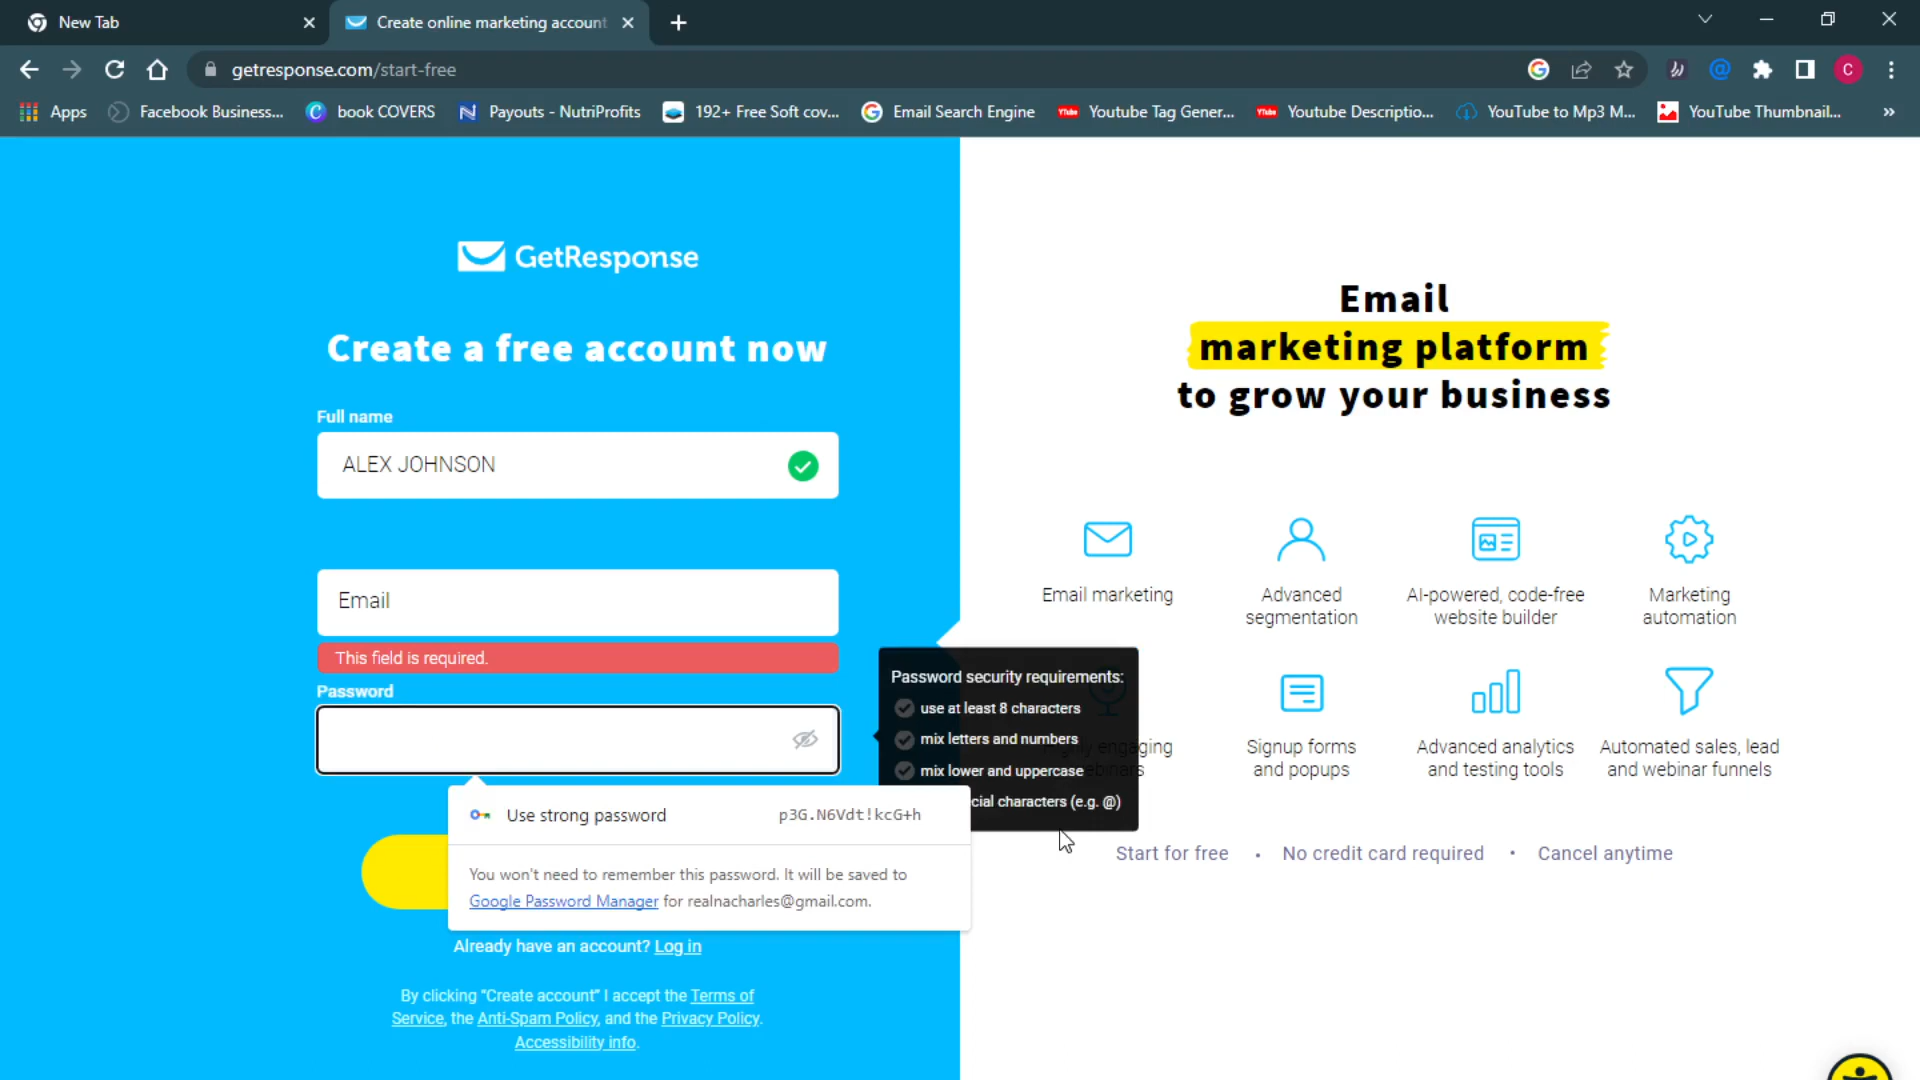 New Tab
Create online marketing account
getresponse.com/start-free
C
Apps
Facebook Business...
book COVERS
Payouts - NutriProfits
192+ Free Soft cov...
Email Search Engine
Youtube Tag Gener...
Youtube Descriptio...
YouTube to Mp3 M...
YouTube Thumbnail...
»
GetResponse
Create a free account now
Full name
ALEX JOHNSON
Email
This field is required.
Password
Password security requirements:
use at least 8 characters
mix letters and numbers
mix lower and uppercase
cial characters (e.g. @)
Use strong password
p3G.N6Vdt!kcG+h
You won't need to remember this password. It will be saved to
Google Password Manager for realnacharles@gmail.com.
Already have an account? Log in
By clicking "Create account" I accept the Terms of
Service, the Anti-Spam Policy, and the Privacy Policy.
Accessibility info.
Email
marketing platform
to grow your business
Email marketing
Advanced
segmentation
AI-powered, code-free
website builder
Marketing
automation
engaging
Signup forms
and popups
Advanced analytics
and testing tools
Automated sales, lead
and webinar funnels
Start for free • No credit card required • Cancel anytime